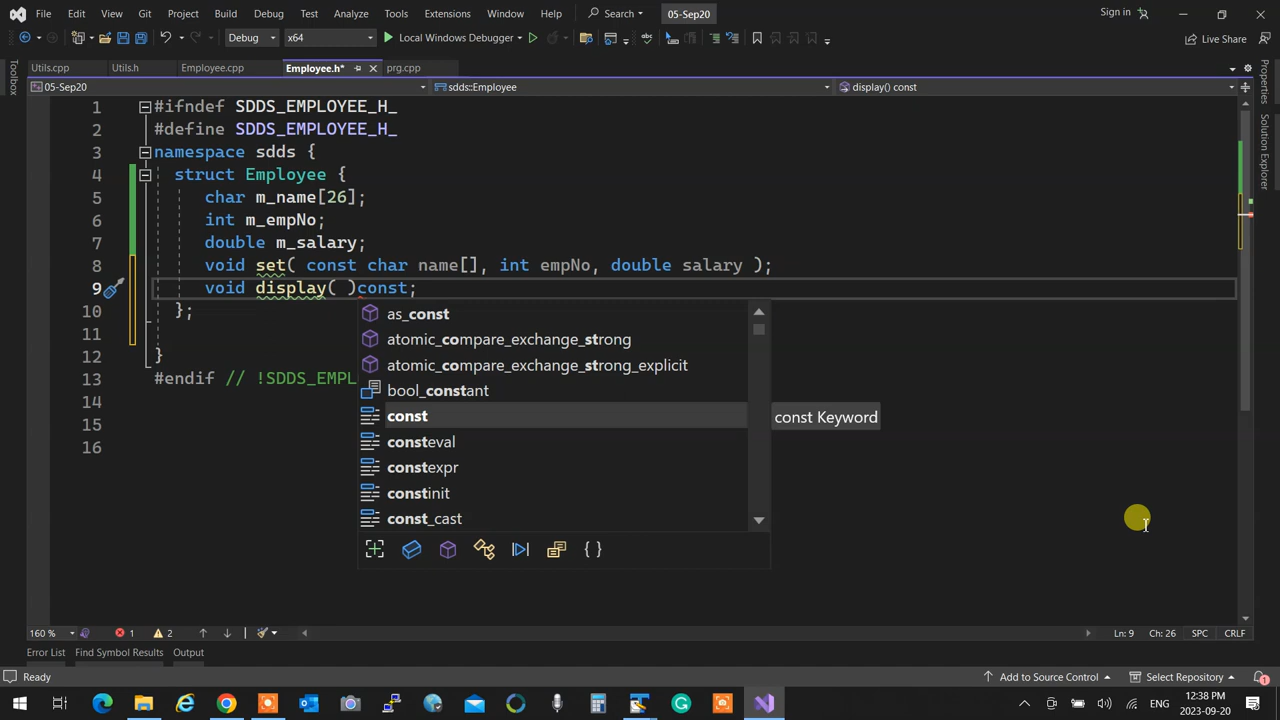 File Edit View Git Project Build Debug Test Analyze Tools Extensions Window Help Search 05-Sep20 Sign in
Debug x64 Local Windows Debugger Live Share
Utils.cpp Utils.h Employee.cpp Employee.h* prg.cpp
Toolbox
Properties
Solution Explorer
05-Sep20 sdds::Employee display() const
1 #ifndef SDDS_EMPLOYEE_H_
2 #define SDDS_EMPLOYEE_H_
3 namespace sdds {
4 struct Employee {
5 char m_name[26];
6 int m_empNo;
7 double m_salary;
8 void set( const char name[], int empNo, double salary );
9 void display( )const;
10 };
11
12 }
13 #endif // !SDDS_EMPL
14
15
16
as_const
atomic_compare_exchange_strong
atomic_compare_exchange_strong_explicit
bool_constant
const const Keyword
consteval
constexpr
constinit
const_cast
160 % 1 2 Ln: 9 Ch: 26 SPC CRLF
Error List Find Symbol Results Output
Ready Add to Source Control Select Repository 1
ENG 12:38 PM
2023-09-20